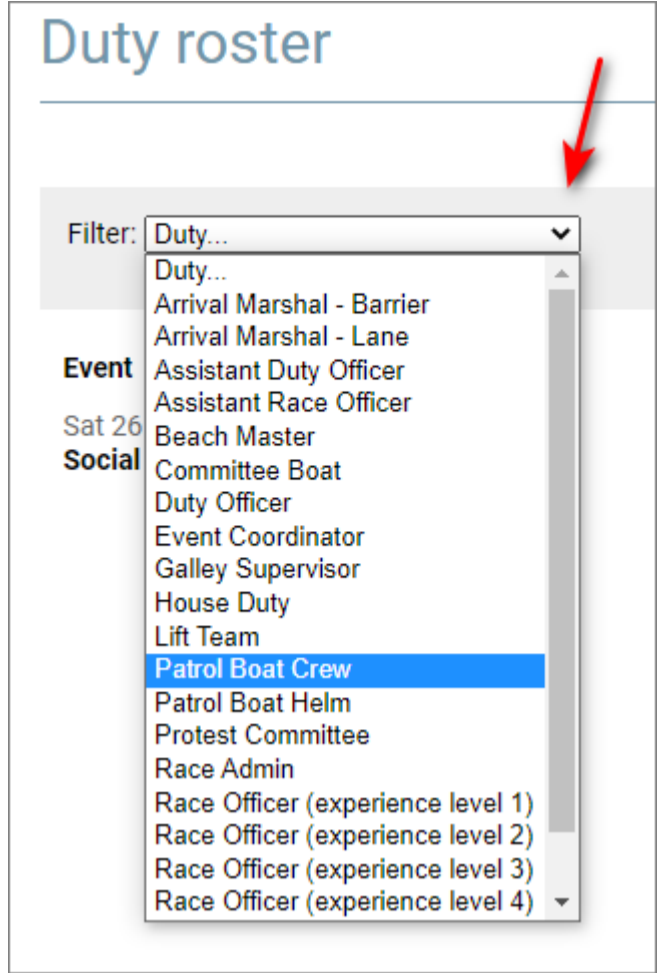 Duty roster
Filter: Duty...
Duty...
Arrival Marshal - Barrier
Arrival Marshal - Lane
Event
Assistant Duty Officer
Assistant Race Officer
Sat 26
Beach Master
Social
Committee Boat
Duty Officer
Event Coordinator
Galley Supervisor
House Duty
Lift Team
Patrol Boat Crew
Patrol Boat Helm
Protest Committee
Race Admin
Race Officer (experience level 1)
Race Officer (experience level 2)
Race Officer (experience level 3)
Race Officer (experience level 4)